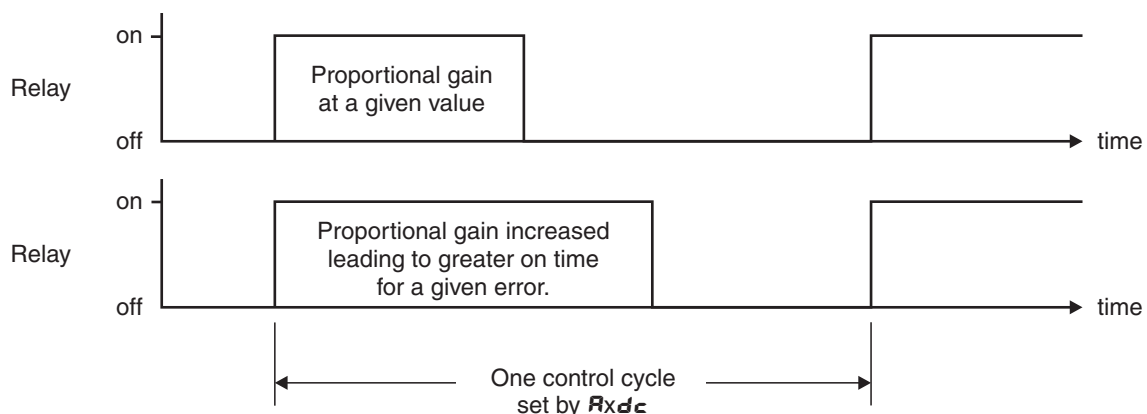 on
Relay
Proportional gain
at a given value
off
time
on
Relay
Proportional gain increased
leading to greater on time
for a given error.
off
time
One control cycle
set by Axdc